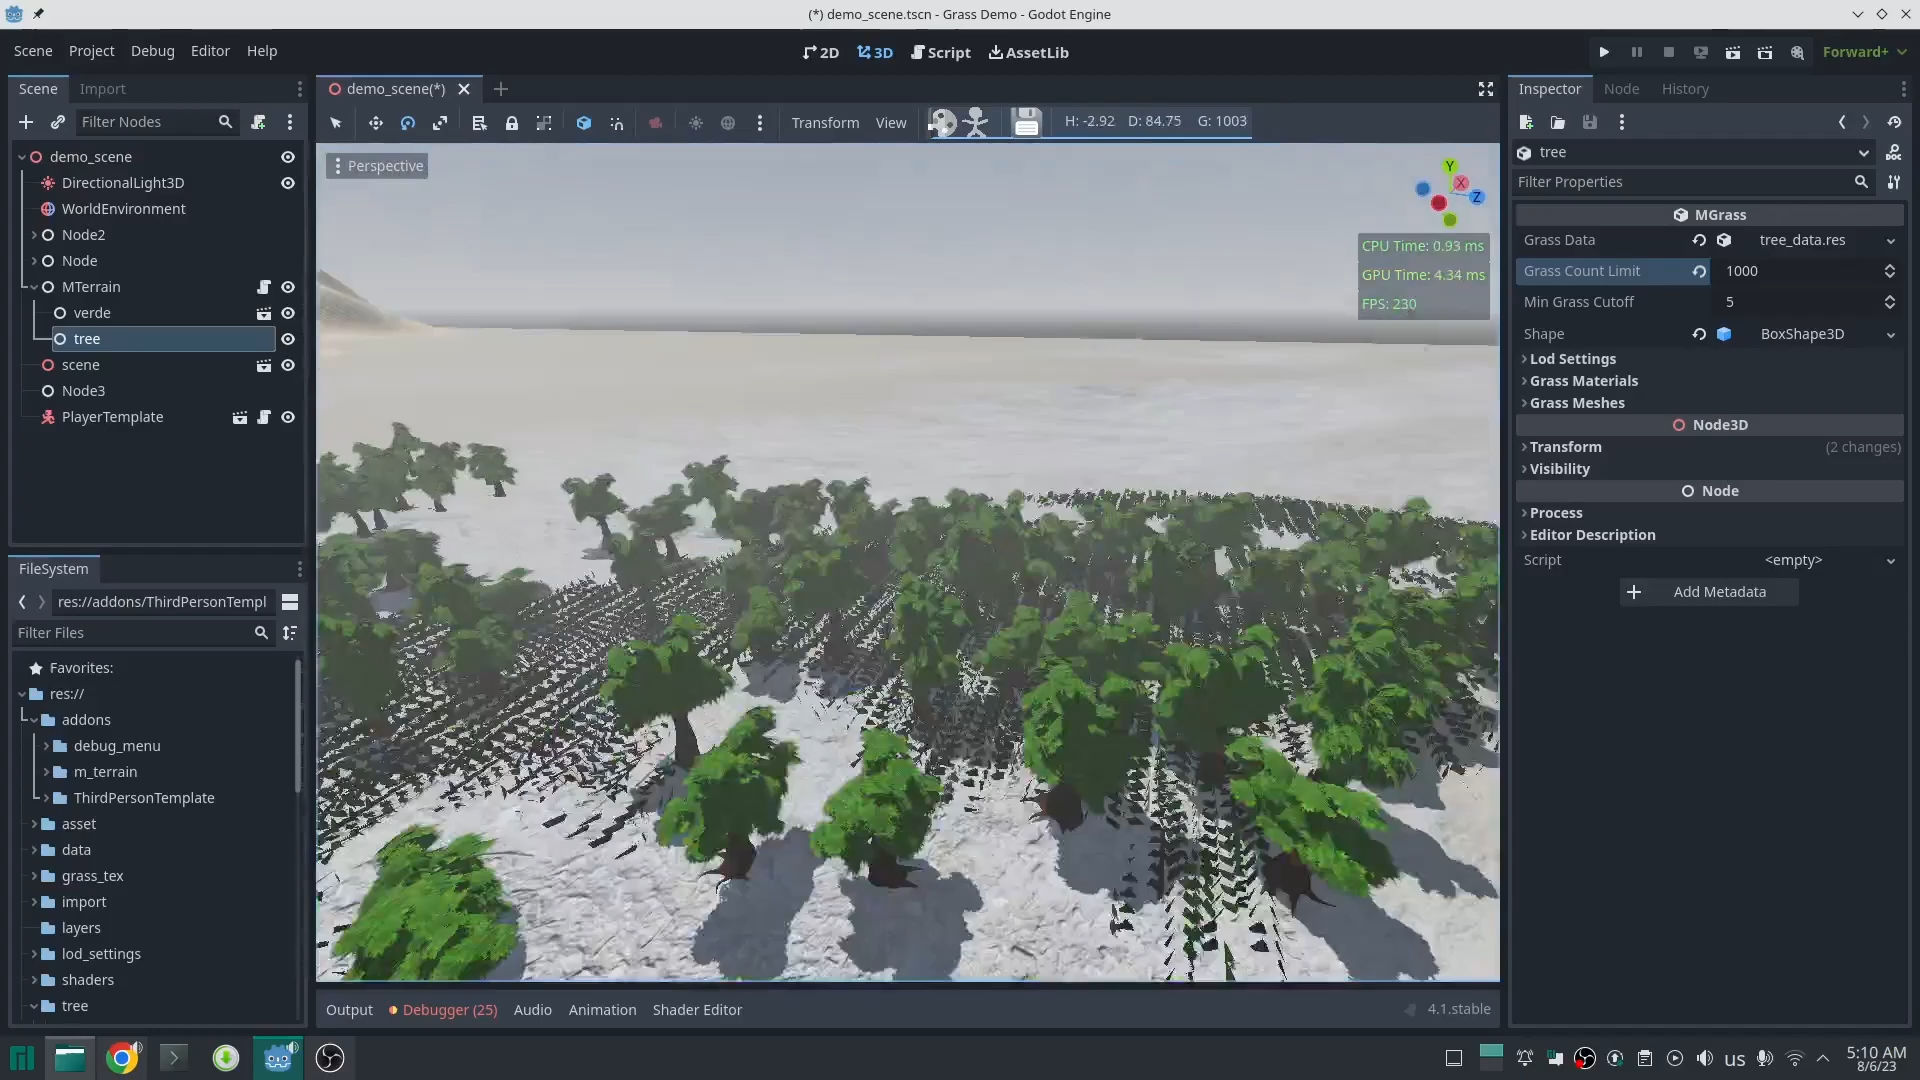 (*) demo_scene.tscn - Grass Demo - Godot Engine
Scene Project Debug Editor Help
2D 3D Script AssetLib
Forward+
Scene Import
Filter Nodes
demo_scene
DirectionalLight3D
WorldEnvironment
Node2
Node
MTerrain
verde
tree
scene
Node3
PlayerTemplate
FileSystem
res://addons/ThirdPersonTempl
Filter Files
Favorites:
res://
addons
debug_menu
m_terrain
ThirdPersonTemplate
asset
data
grass_tex
import
layers
lod_settings
shaders
tree
demo_scene(*)
Transform View H: -2.92 D: 84.75 G: 1003
Perspective
Y
X
Z
CPU Time: 0.93 ms
GPU Time: 4.34 ms
FPS: 230
Output Debugger (25) Audio Animation Shader Editor 4.1.stable
Inspector Node History
tree
DOC
Filter Properties
MGrass
Grass Data tree_data.res
Grass Count Limit 1000
Min Grass Cutoff 5
Shape BoxShape3D
Lod Settings
Grass Materials
Grass Meshes
Node3D
Transform (2 changes)
Visibility
Node
Process
Editor Description
Script <empty>
Add Metadata
us
5:10 AM
8/6/23